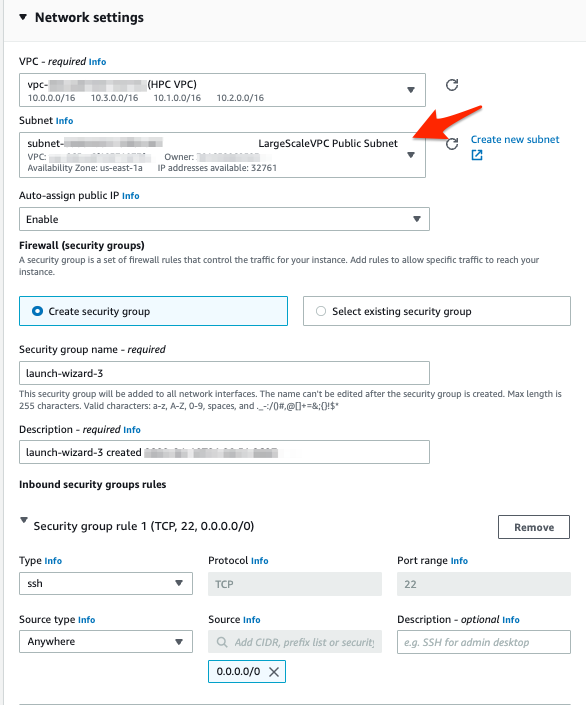 Network settings
VPC - required Info
vpc- (HPC VPC)
10.0.0.0/16 10.3.0.0/16 10.1.0.0/16 10.2.0.0/16
Subnet Info
subnet- LargeScaleVPC Public Subnet
VPC: Owner:
Availability Zone: us-east-1a IP addresses available: 32761
Create new subnet
Auto-assign public IP Info
Enable
Firewall (security groups)
A security group is a set of firewall rules that control the traffic for your instance. Add rules to allow specific traffic to reach your
instance.
Create security group Select existing security group
Security group name - required
launch-wizard-3
This security group will be added to all network interfaces. The name can't be edited after the security group is created. Max length is
255 characters. Valid characters: a-z, A-Z, 0-9, spaces, and ._-:/()#,@[]+=&;{}!$*
Description - required Info
launch-wizard-3 created
Inbound security groups rules
Security group rule 1 (TCP, 22, 0.0.0.0/0)
Remove
Type Info Protocol Info Port range Info
ssh TCP 22
Source type Info Source Info Description - optional Info
Anywhere Add CIDR, prefix list or security e.g. SSH for admin desktop
0.0.0.0/0